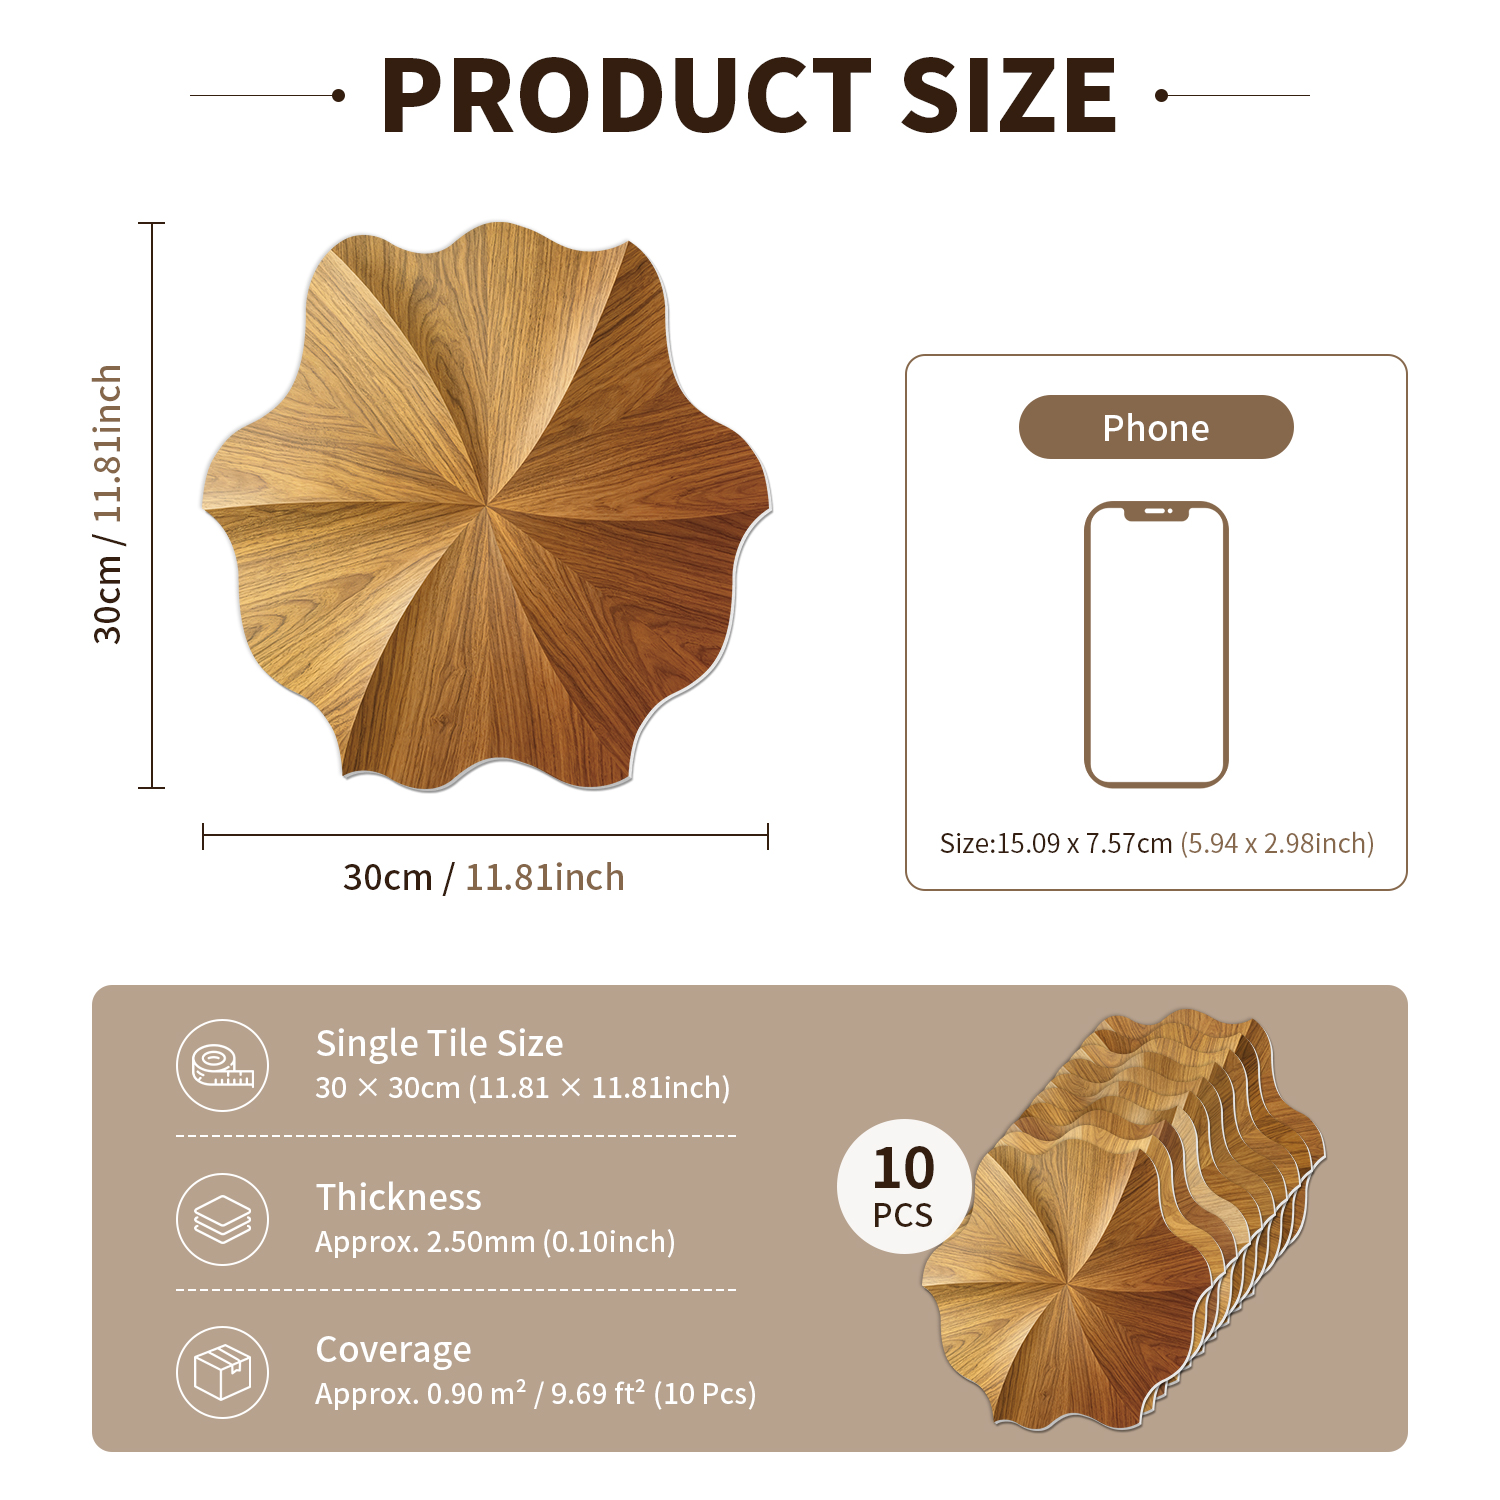 PRODUCT SIZE
30cm / 11.81inch
30cm / 11.81inch
Phone
Size:15.09 x 7.57cm (5.94 x 2.98inch)
Single Tile Size
30 × 30cm (11.81 × 11.81inch)
Thickness
Approx. 2.50mm (0.10inch)
Coverage
Approx. 0.90 m² / 9.69 ft² (10 Pcs)
10
PCS